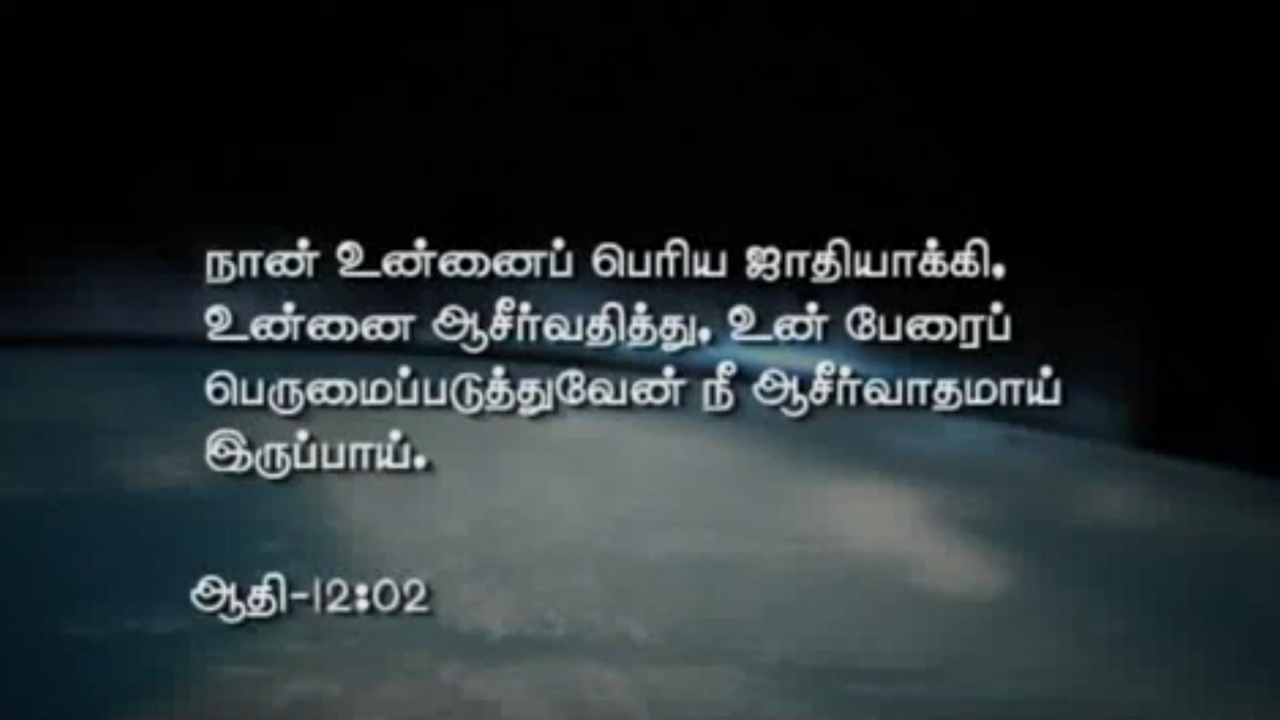 நான் உன்னைப் பெரிய ஜாதியாக்கி,
உன்னை ஆசீர்வதித்து, உன் பேரைப்
பெருமைப்படுத்துவேன் நீ ஆசீர்வாதமாய்
இருப்பாய்.
ஆதி-12:02